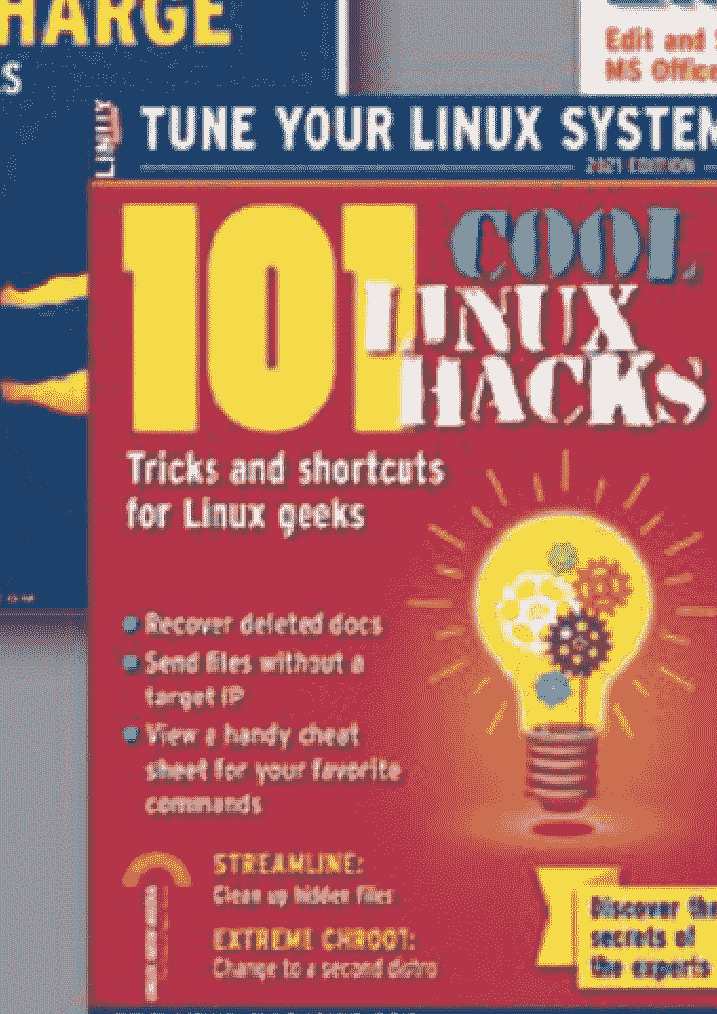 HARGE
S
Edit and
MS Office
TUNE YOUR LINUX SYSTEM
2021 EDITION
101 COOL
LINUX
HACKS
Tricks and shortcuts
for Linux geeks
Recover deleted docs
Send files without a
target IP
View a handy cheat
sheet for your favorite
commands
STREAMLINE:
Clean up hidden files
EXTREME CHROOT:
Change to a second distro
Discover the
secrets of
the experts